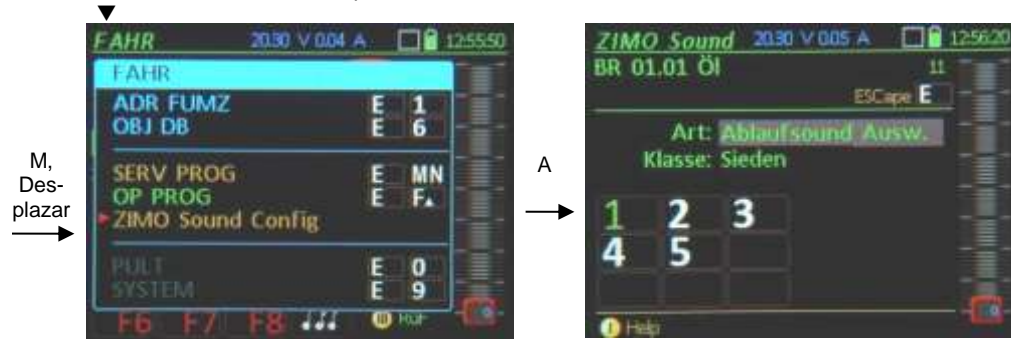 M,
Des-
plazar
FAHR 20.30 V 0.04 A 12:55:50
FAHR
ADR FUMZ E 1
OBJ DB E 6
SERV PROG E MN
OP PROG E F▲
ZIMO Sound Config
PULT E 0
SYSTEM E 9
F6 F7 F8 RUF
A
ZIMO Sound 20.30 V 0.05 A 12:56:20
BR 01.01 Öl 11
ESCape E
Art: Ablaufsound Ausw.
Klasse: Sieden
1 2 3
4 5
I Help